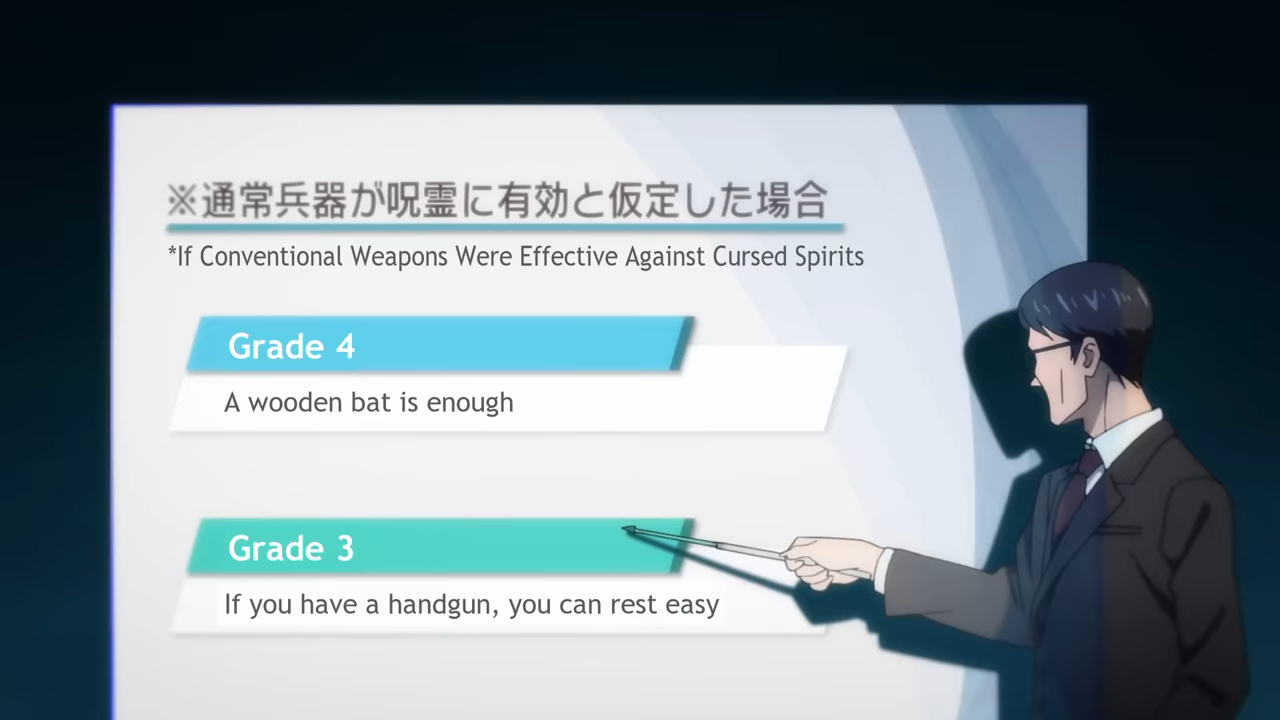 ※通常兵器が呪霊に有効と仮定した場合
*If Conventional Weapons Were Effective Against Cursed Spirits
Grade 4
A wooden bat is enough
Grade 3
If you have a handgun, you can rest easy